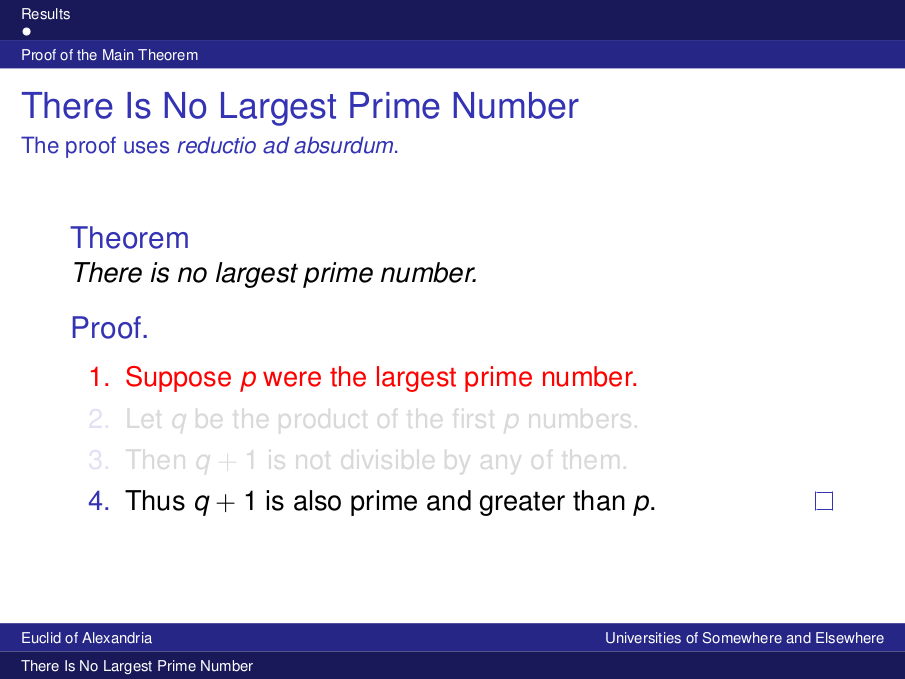 Results
Proof of the Main Theorem
There Is No Largest Prime Number
The proof uses reductio ad absurdum.
Theorem
There is no largest prime number.
Proof.
1. Suppose p were the largest prime number.
2. Let q be the product of the first p numbers.
3. Then q + 1 is not divisible by any of them.
4. Thus q + 1 is also prime and greater than p. □
Euclid of Alexandria Universities of Somewhere and Elsewhere
There Is No Largest Prime Number